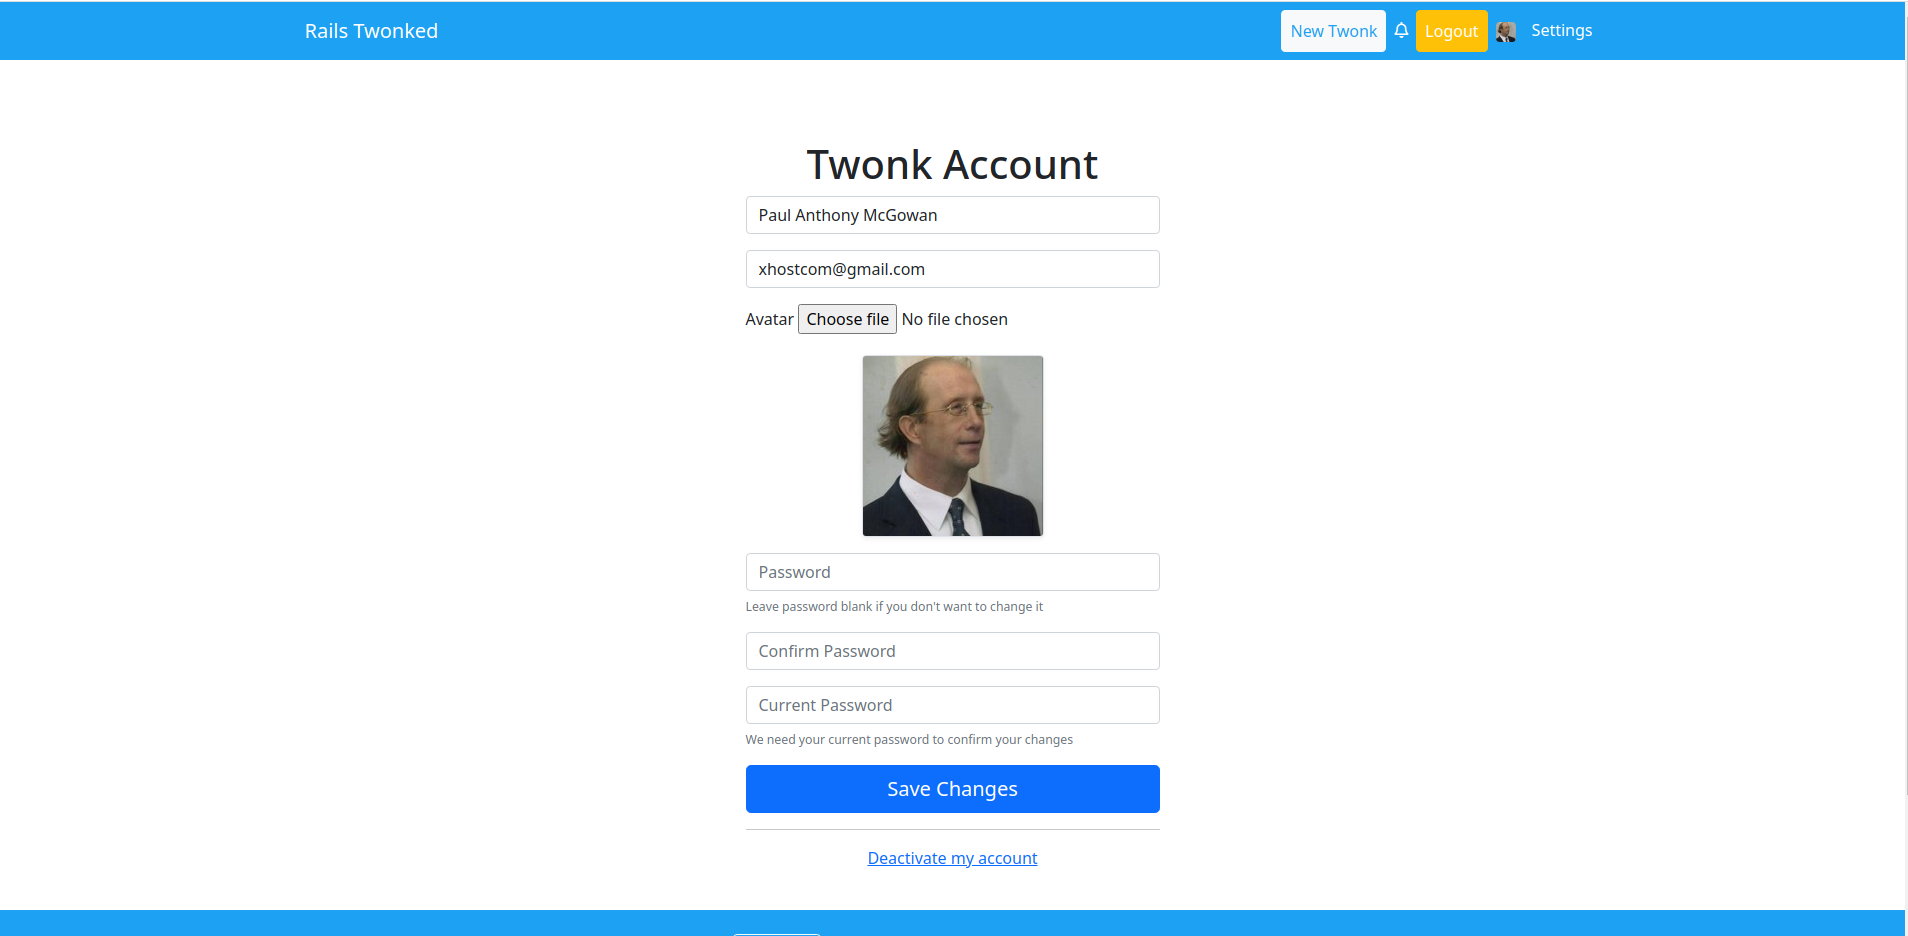 Rails Twonked
New Twonk
Logout
Settings
Twonk Account
Paul Anthony McGowan
xhostcom@gmail.com
Avatar Choose file No file chosen
Password
Leave password blank if you don't want to change it
Confirm Password
Current Password
We need your current password to confirm your changes
Save Changes
Deactivate my account